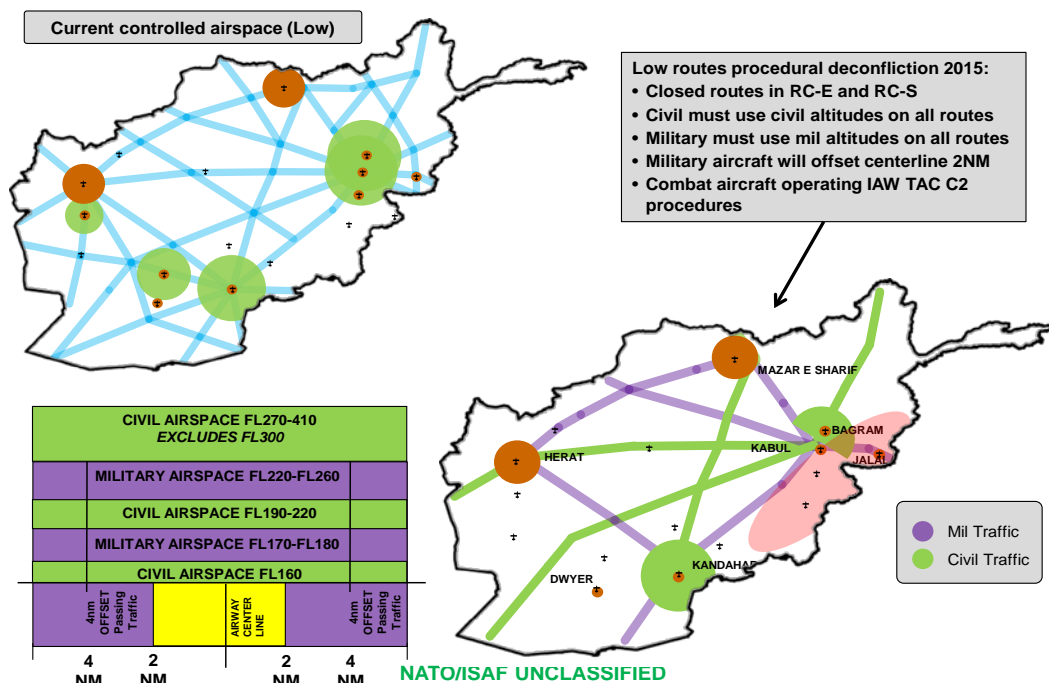 Current controlled airspace (Low)
Low routes procedural deconfliction 2015:
• Closed routes in RC-E and RC-S
• Civil must use civil altitudes on all routes
• Military must use mil altitudes on all routes
• Military aircraft will offset centerline 2NM
• Combat aircraft operating IAW TAC C2
procedures
MAZAR E SHARIF
BAGRAM
KABUL
JALAL
HERAT
KANDAHAR
DWYER
Mil Traffic
Civil Traffic
CIVIL AIRSPACE FL270-410
EXCLUDES FL300
MILITARY AIRSPACE FL220-FL260
CIVIL AIRSPACE FL190-220
MILITARY AIRSPACE FL170-FL180
CIVIL AIRSPACE FL160
4nm
OFFSET
Passing
Traffic
AIRWAY
CENTER
LINE
4nm
OFFSET
Passing
Traffic
4
NM
2
NM
2
NM
4
NM
NATO/ISAF UNCLASSIFIED